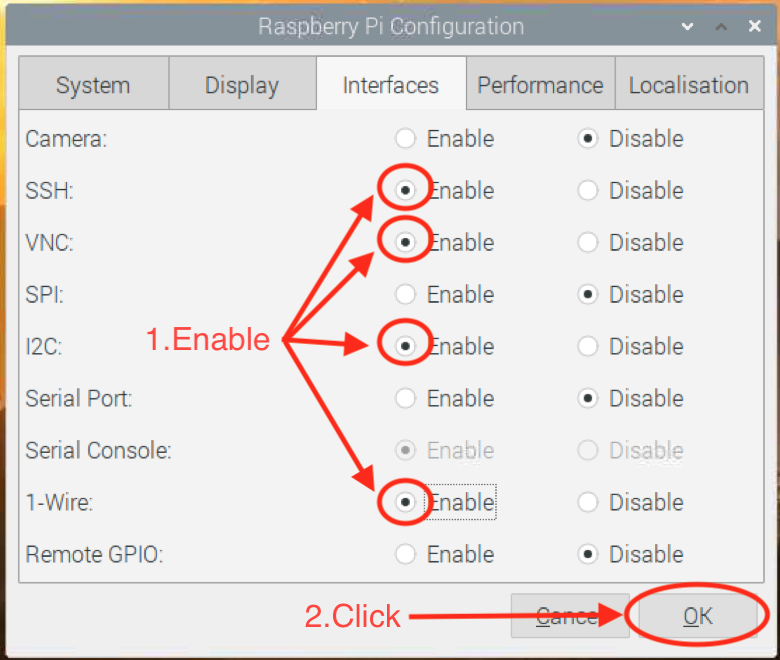 Raspberry Pi Configuration
System Display Interfaces Performance Localisation
Camera: Enable Disable
SSH: Enable Disable
VNC: Enable Disable
SPI: Enable Disable
1.Enable
I2C: Enable Disable
Serial Port: Enable Disable
Serial Console: Enable Disable
1-Wire: Enable Disable
Remote GPIO: Enable Disable
2.Click Cancel OK